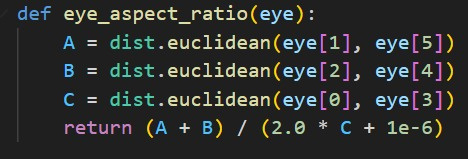 def eye_aspect_ratio(eye):
    A = dist.euclidean(eye[1], eye[5])
    B = dist.euclidean(eye[2], eye[4])
    C = dist.euclidean(eye[0], eye[3])
    return (A + B) / (2.0 * C + 1e-6)